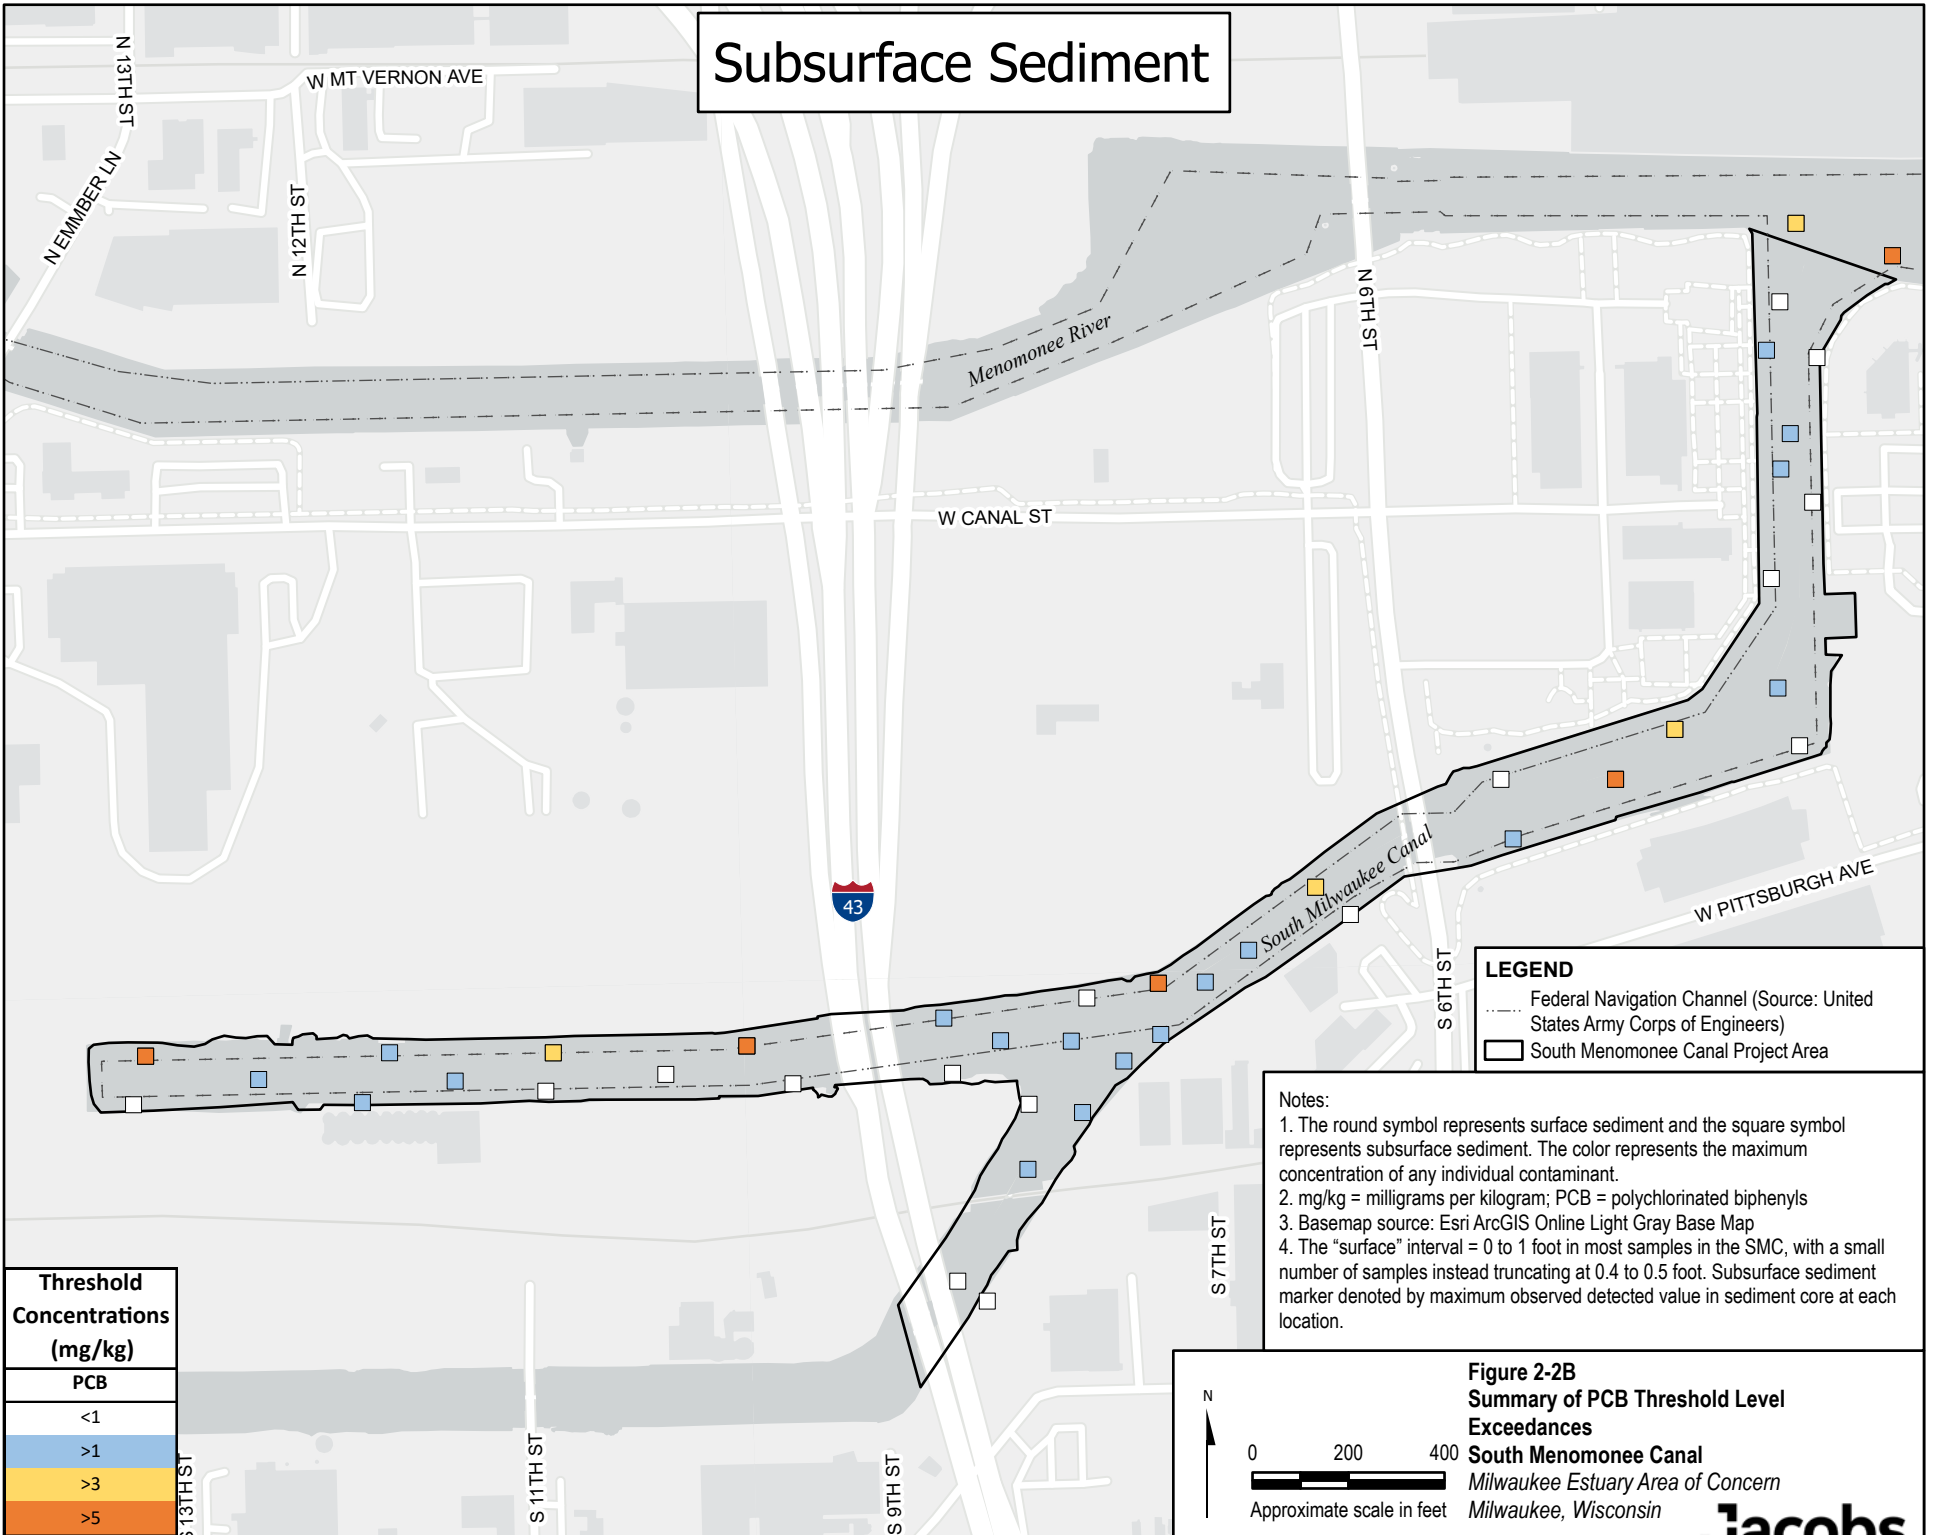 Subsurface Sediment
N 13TH ST
W MT VERNON AVE
N EMMBER LN
N 12TH ST
N 6TH ST
Menomonee River
W CANAL ST
43
South Milwaukee Canal
W PITTSBURGH AVE
S 6TH ST
S 7TH ST
S 9TH ST
S 11TH ST
S 13TH ST
LEGEND
Federal Navigation Channel (Source: United
States Army Corps of Engineers)
South Menomonee Canal Project Area
Notes:
1. The round symbol represents surface sediment and the square symbol
represents subsurface sediment. The color represents the maximum
concentration of any individual contaminant.
2. mg/kg = milligrams per kilogram; PCB = polychlorinated biphenyls
3. Basemap source: Esri ArcGIS Online Light Gray Base Map
4. The “surface” interval = 0 to 1 foot in most samples in the SMC, with a small
number of samples instead truncating at 0.4 to 0.5 foot. Subsurface sediment
marker denoted by maximum observed detected value in sediment core at each
location.
Threshold
Concentrations
(mg/kg)
PCB
<1
>1
>3
>5
N
0 200 400
Approximate scale in feet
Figure 2-2B
Summary of PCB Threshold Level
Exceedances
South Menomonee Canal
Milwaukee Estuary Area of Concern
Milwaukee, Wisconsin
Jacobs